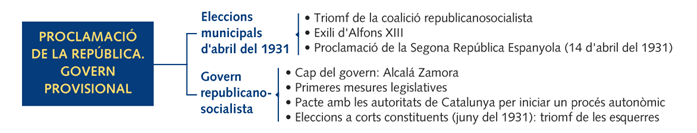 PROCLAMACIÓ
DE LA REPÚBLICA.
GOVERN
PROVISIONAL
Eleccions
municipals
d'abril del 1931
• Triomf de la coalició republicanosocialista
• Exili d'Alfons XIII
• Proclamació de la Segona República Espanyola (14 d'abril del 1931)
Govern
republicano-
socialista
• Cap del govern: Alcalá Zamora
• Primeres mesures legislatives
• Pacte amb les autoritats de Catalunya per iniciar un procés autonòmic
• Eleccions a corts constituents (juny del 1931): triomf de les esquerres